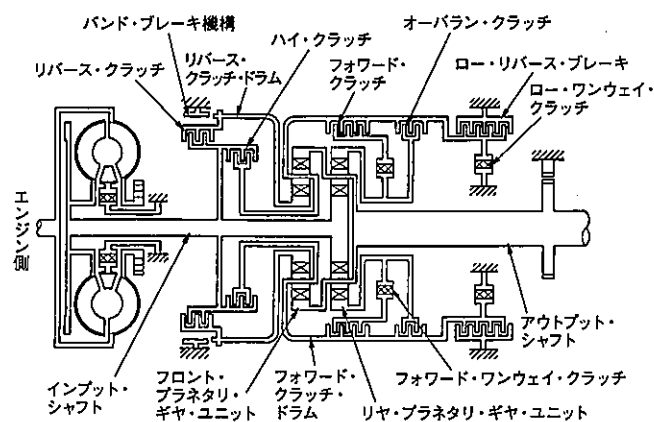 バンド・ブレーキ機構
リバース・クラッチ
リバース・
クラッチ・ドラム
ハイ・クラッチ
フォワード・
クラッチ
オーバラン・クラッチ
ロー・リバース・ブレーキ
ロー・ワンウェイ・
クラッチ
エンジン側
インプット・
シャフト
フロント・
プラネタリ・
ギヤ・ユニット
フォワード・
クラッチ・
ドラム
リヤ・プラネタリ・ギヤ・ユニット
フォワード・ワンウェイ・クラッチ
アウトプット・
シャフト